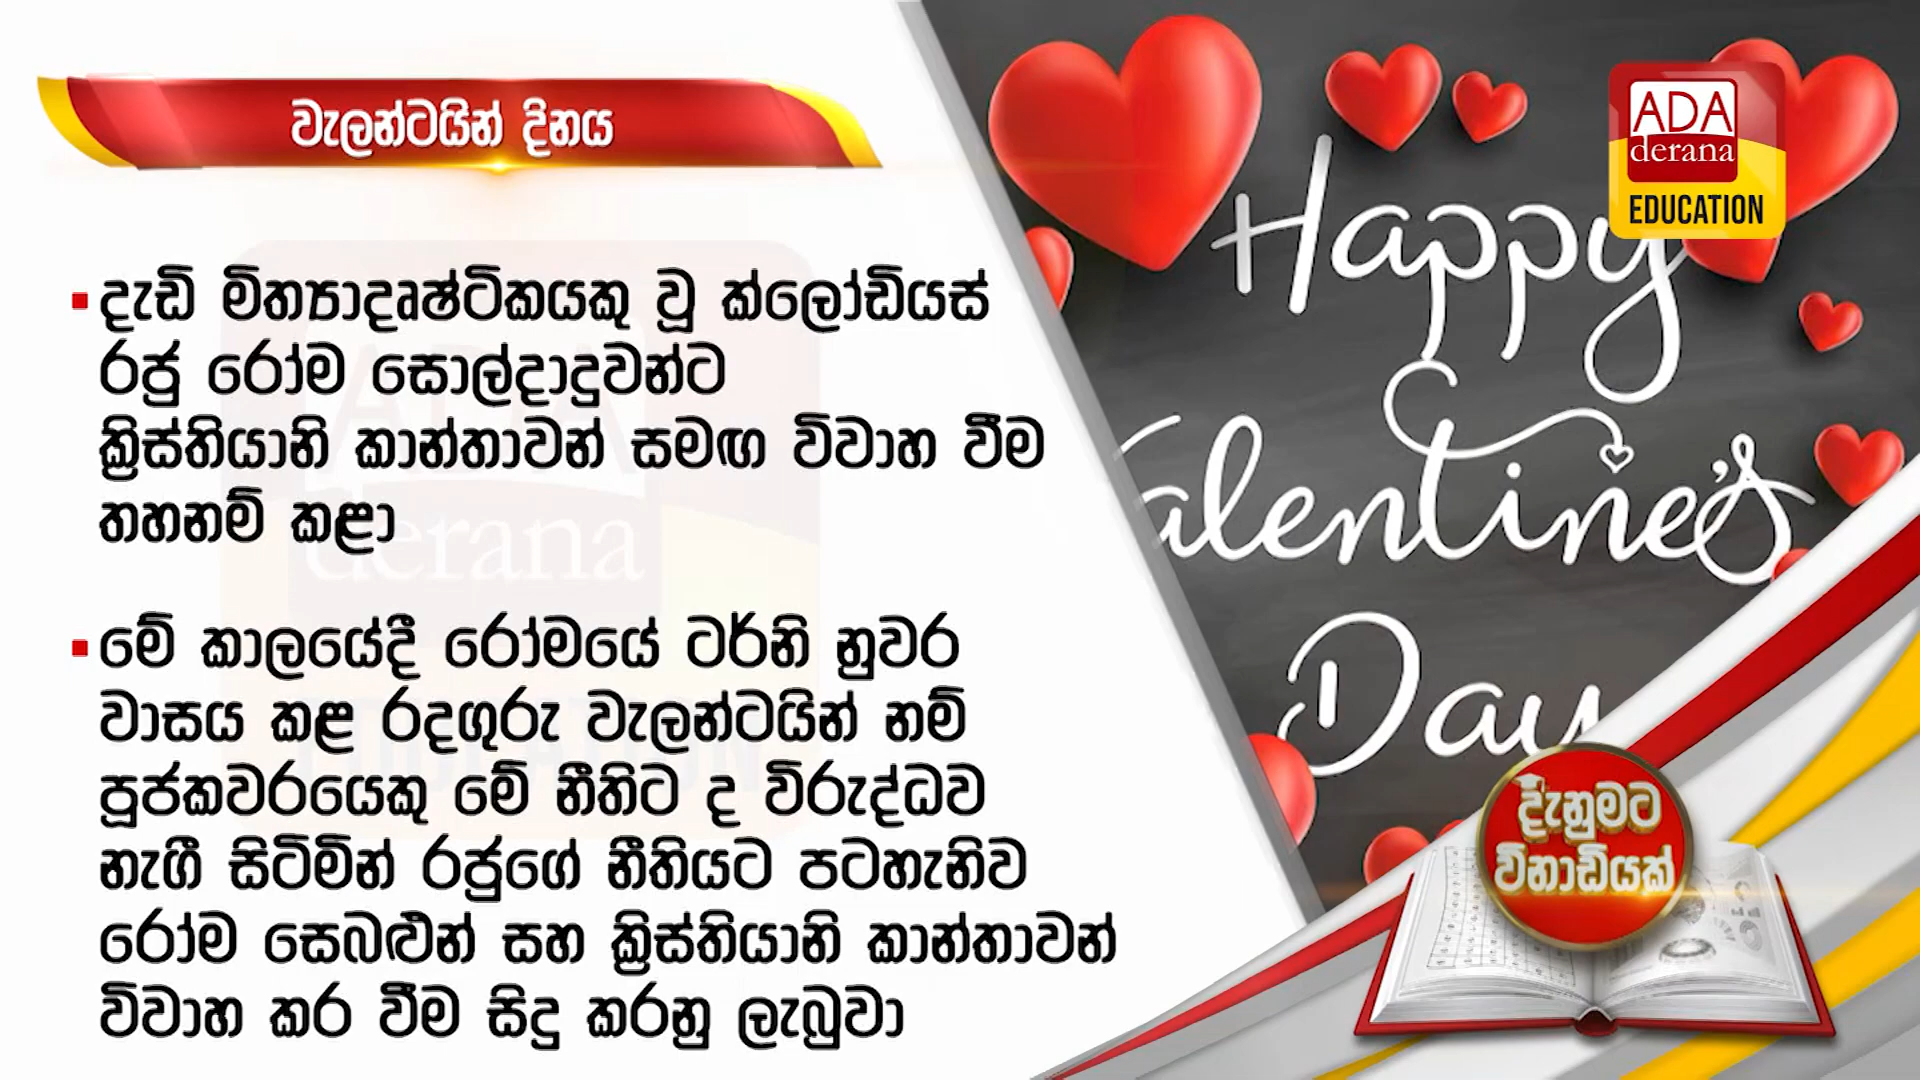 වැලන්ටයින් දිනය
දැඩි මිත්‍යාදෘෂ්ටිකයකු වූ ක්ලෝඩියස්
රජු රෝම සොල්දාදුවන්ට
ක්‍රිස්තියානි කාන්තාවන් සමඟ විවාහ වීම
තහනම් කළා
මේ කාලයේදී රෝමයේ ටර්නි නුවර
වාසය කළ රදගුරු වැලන්ටයින් නම්
පූජකවරයෙකු මේ නීතිට ද විරුද්ධව
නැගී සිටිමින් රජුගේ නීතියට පටහැනිව
රෝම සෙබළුන් සහ ක්‍රිස්තියානි කාන්තාවන්
විවාහ කර වීම සිදු කරනු ලැබුවා
Happy
Valentine's
Day
ADA
derana
EDUCATION
දැනුමට
විනාඩියක්